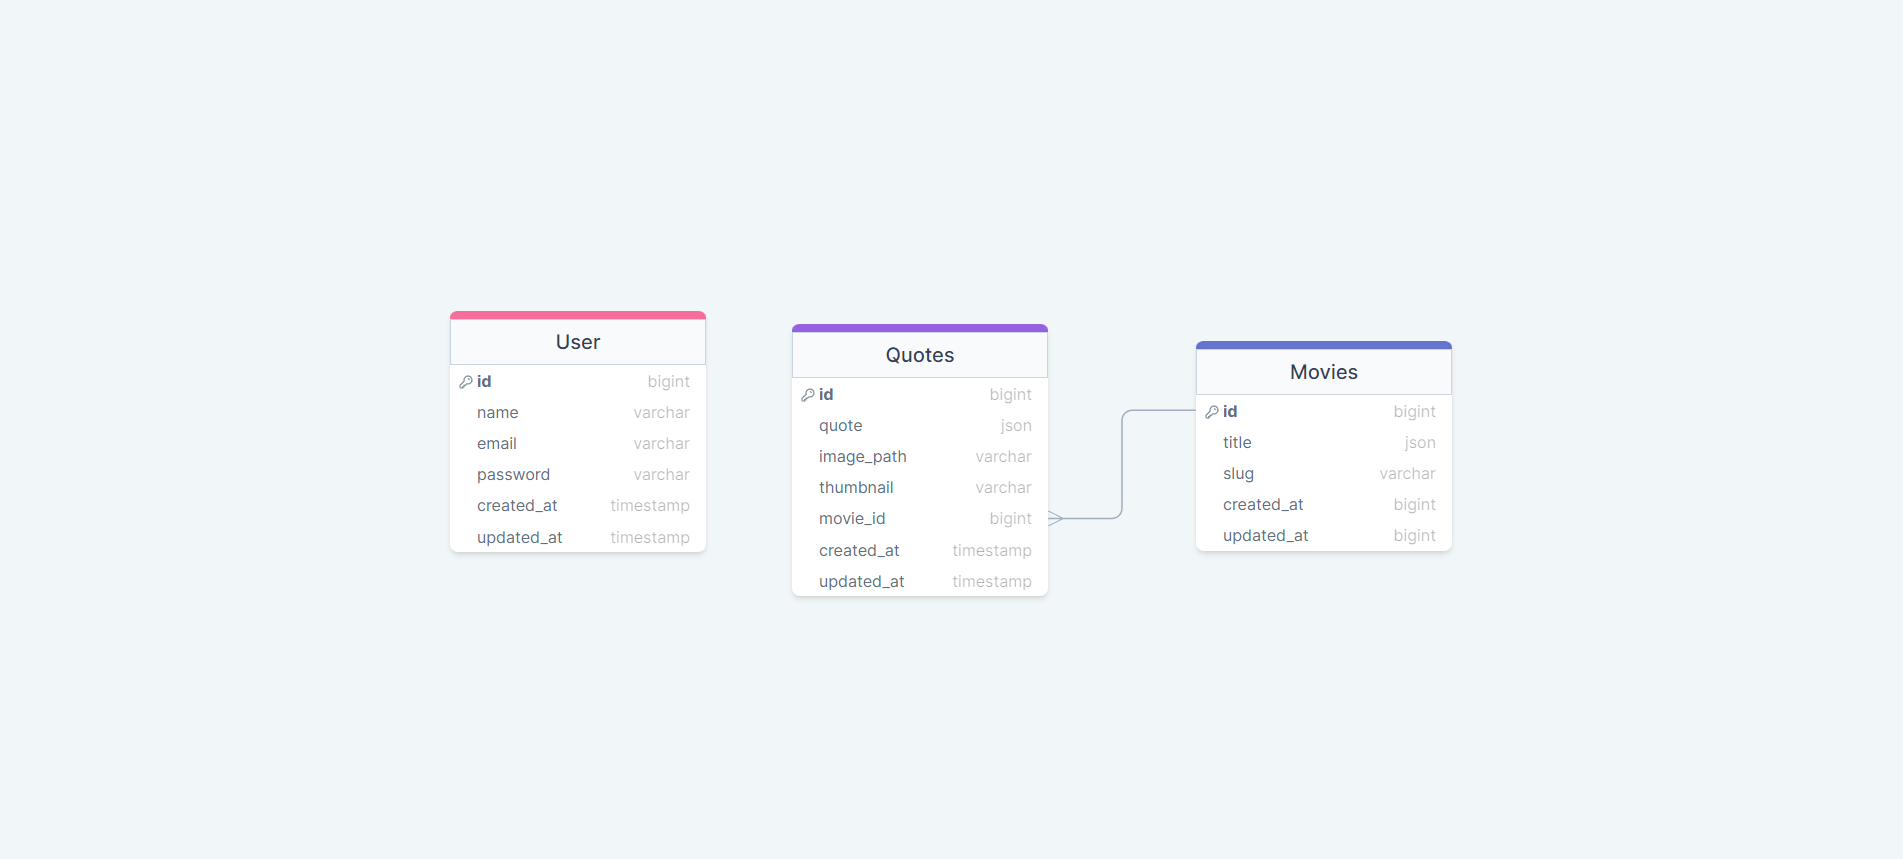 User
id bigint
name varchar
email varchar
password varchar
created_at timestamp
updated_at timestamp
Quotes
id bigint
quote json
image_path varchar
thumbnail varchar
movie_id bigint
created_at timestamp
updated_at timestamp
Movies
id bigint
title json
slug varchar
created_at bigint
updated_at bigint